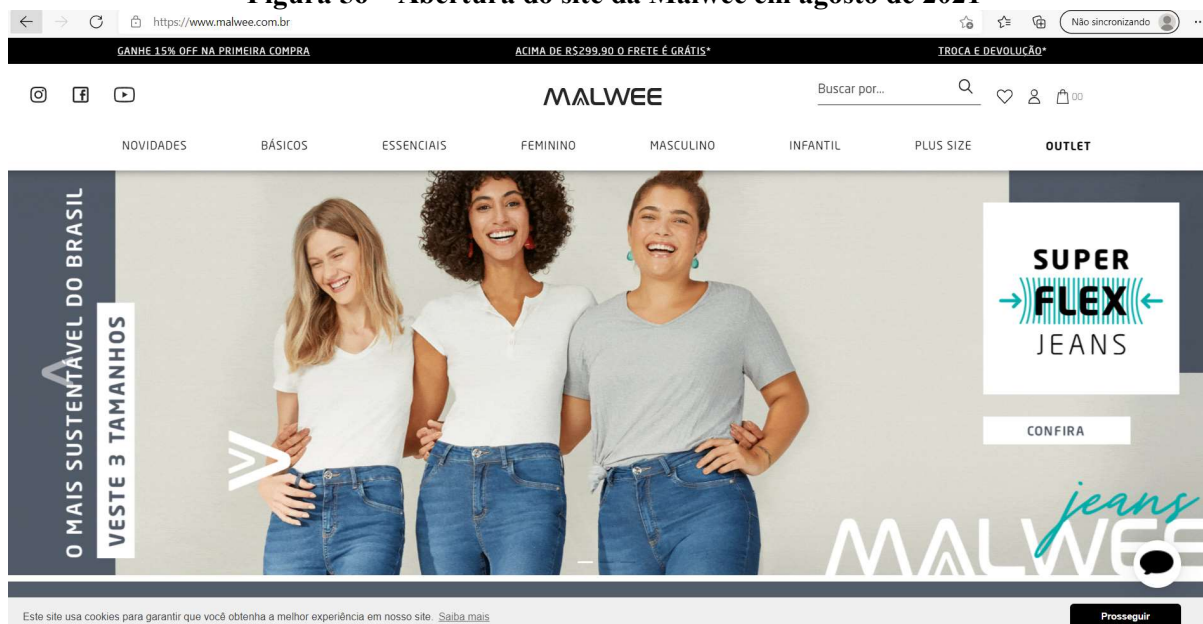 Figura 56 – Abertura do site da Malwee em agosto de 2021
https://www.malwee.com.br
Não sincronizando
GANHE 15% OFF NA PRIMEIRA COMPRA
ACIMA DE R$299,90 O FRETE É GRÁTIS*
TROCA E DEVOLUÇÃO*
MALWEE
Buscar por...
00
NOVIDADES
BÁSICOS
ESSENCIAIS
FEMININO
MASCULINO
INFANTIL
PLUS SIZE
OUTLET
O MAIS SUSTENTÁVEL DO BRASIL
VESTE 3 TAMANHOS
SUPER
FLEX
JEANS
CONFIRA
jeans
MALWEE
Este site usa cookies para garantir que você obtenha a melhor experiência em nosso site. Saiba mais
Prosseguir